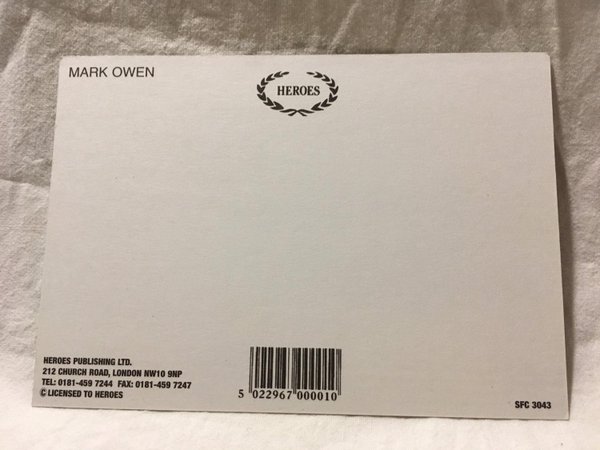 MARK OWEN
HEROES
HEROES PUBLISHING LTD.
212 CHURCH ROAD, LONDON NW10 9NP
TEL: 0181-459 7244 FAX: 0181-459 7247
© LICENSED TO HEROES
5 022967 000010
SFC 3043